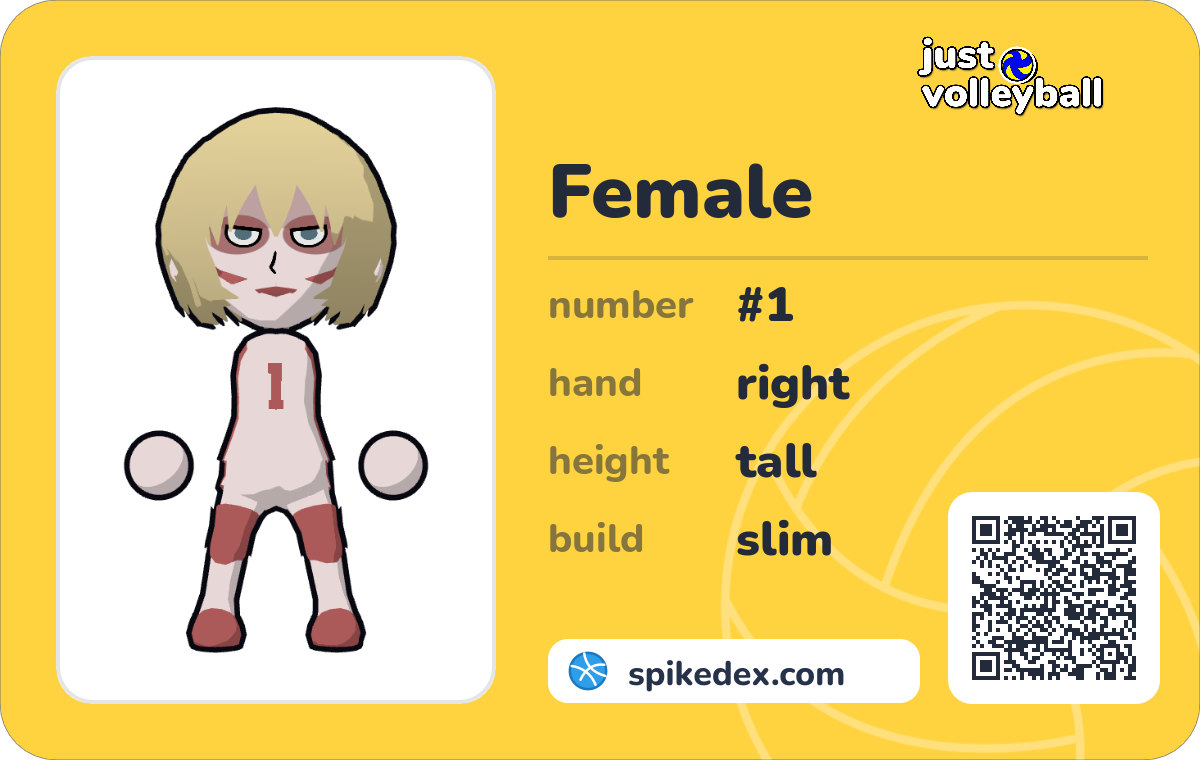 just
volleyball
Female
number #1
hand right
height tall
build slim
1
spikedex.com